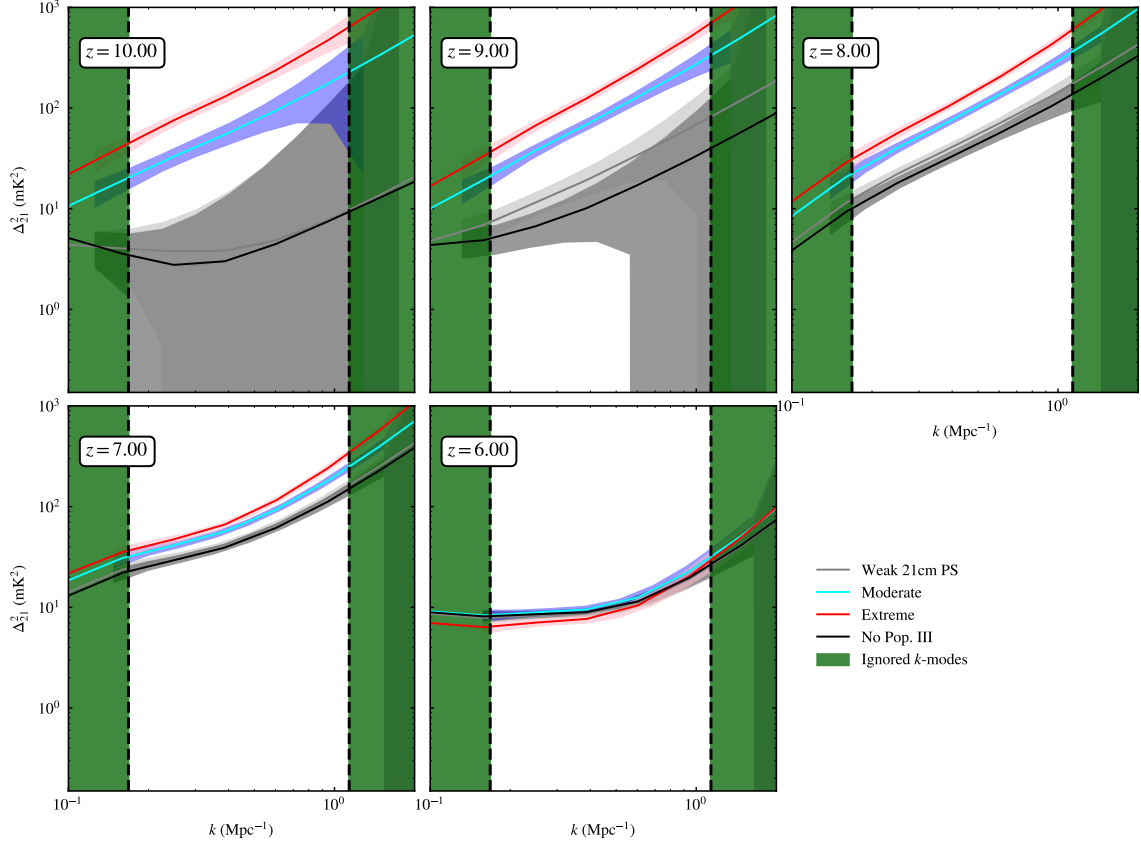 10³
10²
10¹
10⁰
Δ²₂₁ (mK²)
z = 10.00
z = 9.00
z = 8.00
10⁻¹
10⁰
k (Mpc⁻¹)
10³
10²
10¹
10⁰
Δ²₂₁ (mK²)
z = 7.00
z = 6.00
Weak 21cm PS
Moderate
Extreme
No Pop. III
Ignored k-modes
10⁻¹
10⁰
10⁻¹
10⁰
k (Mpc⁻¹)
k (Mpc⁻¹)